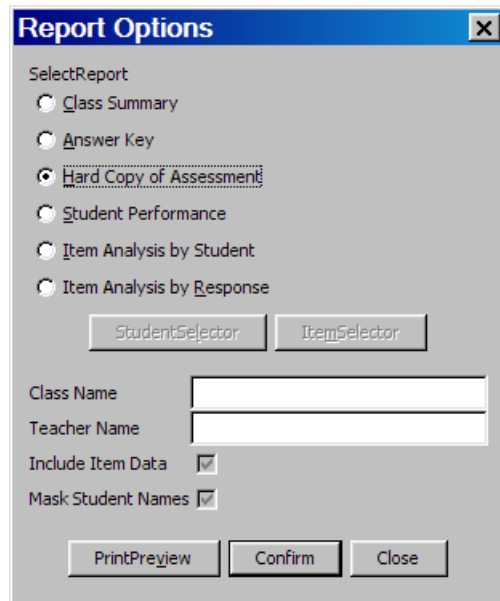 Report Options
SelectReport
Class Summary
Answer Key
Hard Copy of Assessment
Student Performance
Item Analysis by Student
Item Analysis by Response
StudentSelector ItemSelector
Class Name
Teacher Name
Include Item Data
Mask Student Names
PrintPreview Confirm Close